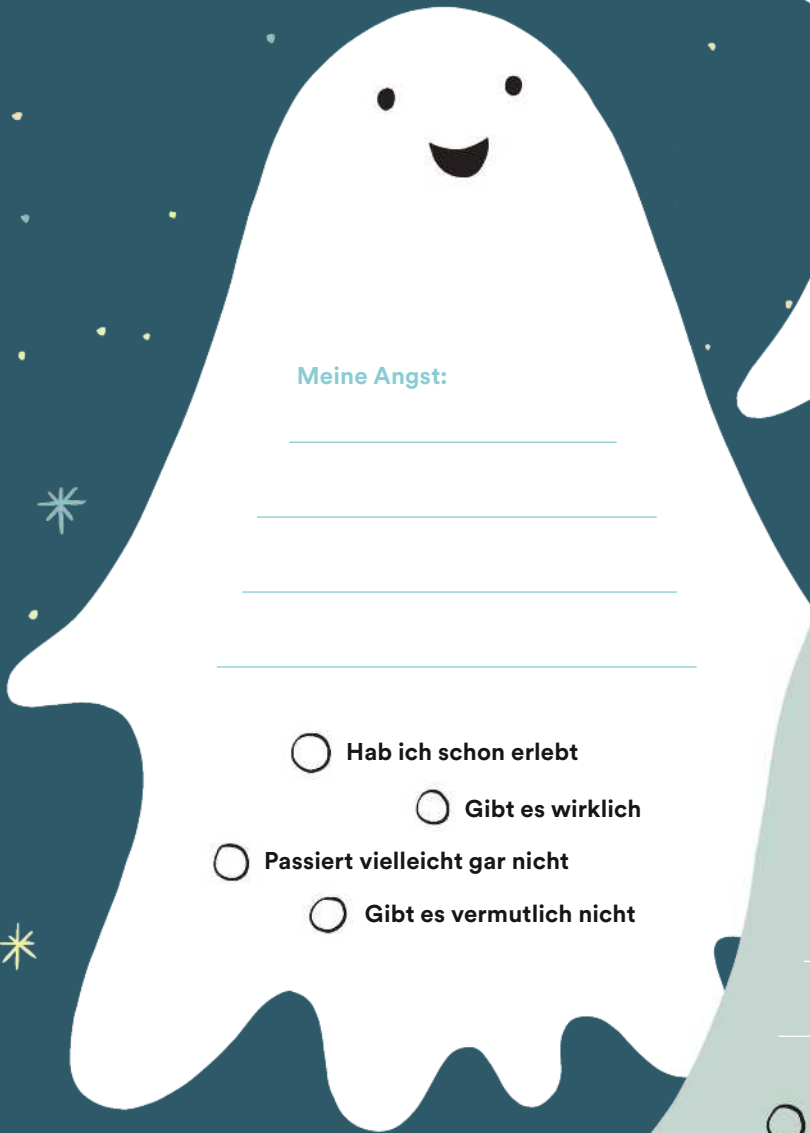 Meine Angst:
Hab ich schon erlebt
Gibt es wirklich
Passiert vielleicht gar nicht
Gibt es vermutlich nicht